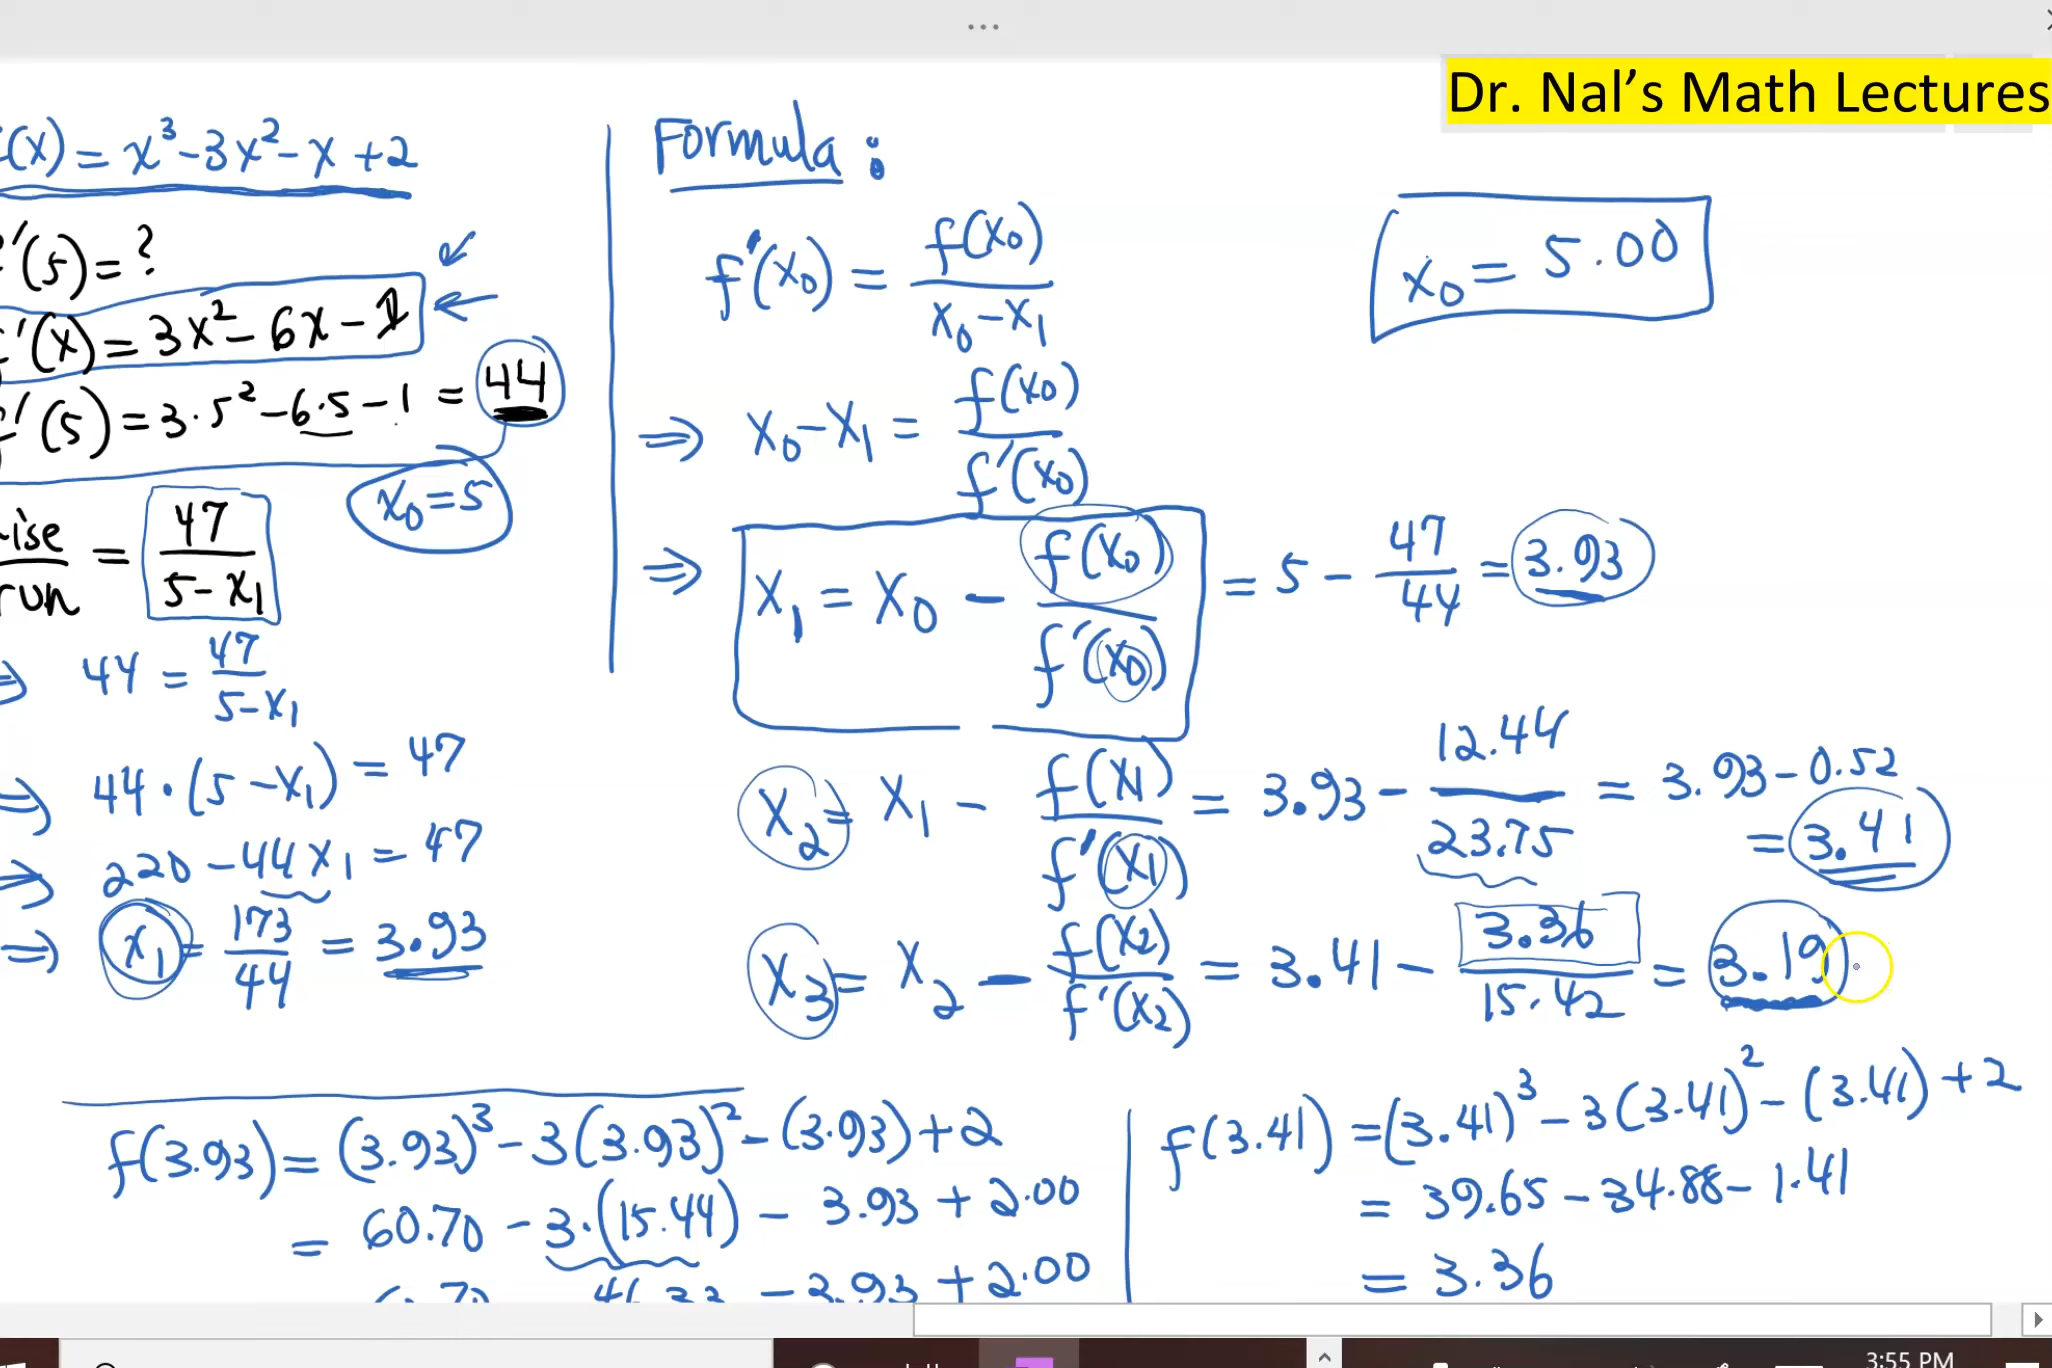 Dr. Nal's Math Lectures
(x) = x³ - 3x² - x + 2
'(5) = ?
'(x) = 3x² - 6x - 1
'(5) = 3·5² - 6·5 - 1 = 44
x₀ = 5
ise/run = 47/(5 - x₁)
⇒ 44 = 47/(5 - x₁)
⇒ 44·(5 - x₁) = 47
⇒ 220 - 44x₁ = 47
⇒ x₁ = 173/44 = 3.93
Formula:
f'(x₀) = f(x₀)/(x₀ - x₁)
x₀ = 5.00
⇒ x₀ - x₁ = f(x₀)/f'(x₀)
⇒ x₁ = x₀ - f(x₀)/f'(x₀) = 5 - 47/44 = 3.93
x₂ = x₁ - f(x₁)/f'(x₁) = 3.93 - 12.44/23.75 = 3.93 - 0.52
= 3.41
x₃ = x₂ - f(x₂)/f'(x₂) = 3.41 - 3.36/15.42 = 3.19
f(3.93) = (3.93)³ - 3(3.93)² - (3.93) + 2
= 60.70 - 3·(15.44) - 3.93 + 2.00
- 3.93 + 2.00
f(3.41) = (3.41)³ - 3(3.41)² - (3.41) + 2
= 39.65 - 34.88 - 1.41
= 3.36
3:55 PM